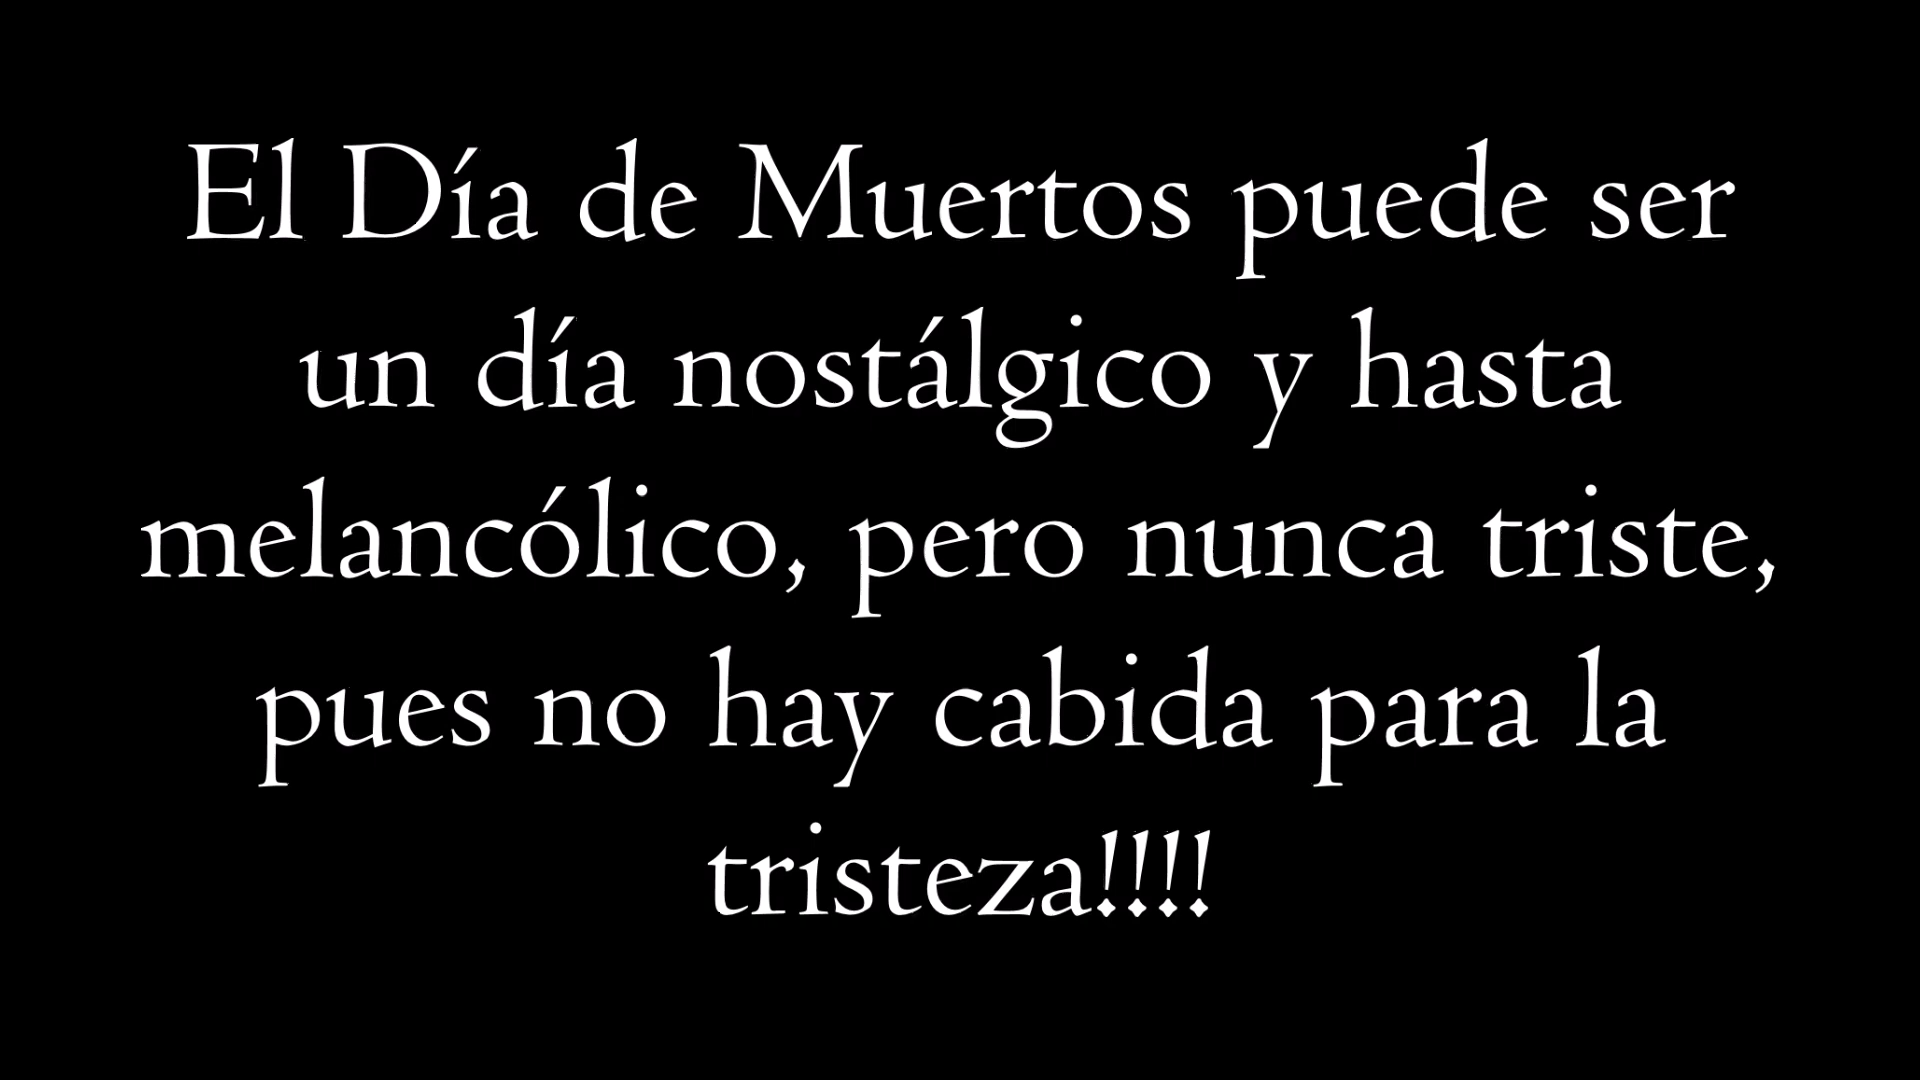 El Día de Muertos puede ser
un día nostálgico y hasta
melancólico, pero nunca triste,
pues no hay cabida para la
tristeza!!!!